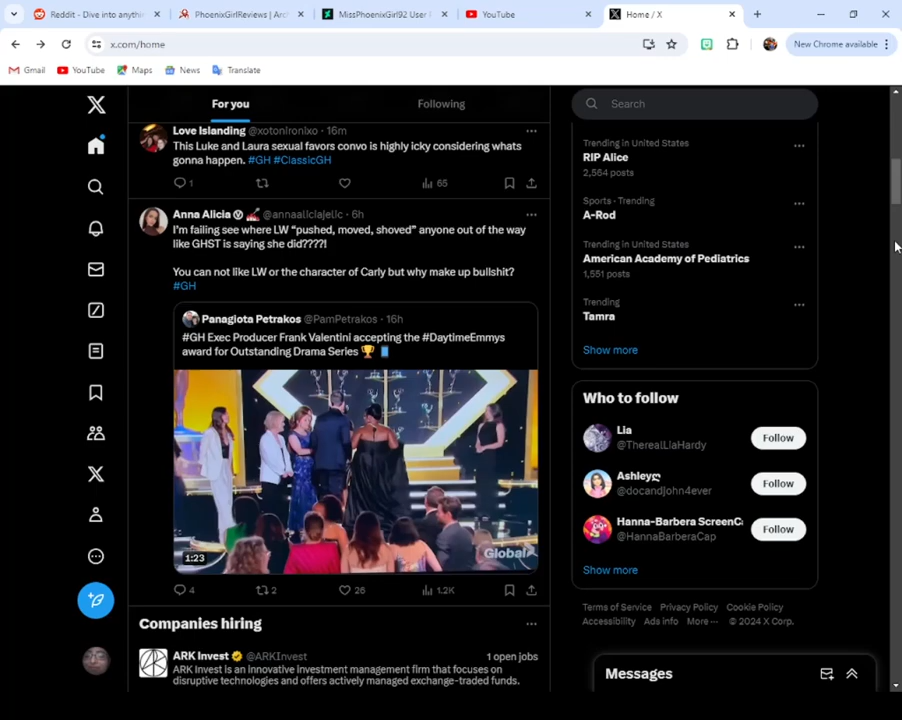 Reddit - Dive into anythin
PhoenixGirlReviews | Arch
MissPhoenixGirl92 User P
YouTube
Home / X
x.com/home
New Chrome available
Gmail
YouTube
Maps
News
Translate
For you
Following
Search
Love Islanding @xotonironixo · 16m
This Luke and Laura sexual favors convo is highly icky considering whats
gonna happen. #GH #ClassicGH
1
65
Anna Alicia @annaaliciajelic · 6h
I'm failing see where LW "pushed, moved, shoved" anyone out of the way
like GHST is saying she did????!
You can not like LW or the character of Carly but why make up bullshit?
#GH
Panagiota Petrakos @PamPetrakos · 16h
#GH Exec Producer Frank Valentini accepting the #DaytimeEmmys
award for Outstanding Drama Series
1:23
Global
4
2
26
1.2K
Companies hiring
ARK Invest @ARKInvest
1 open jobs
ARK Invest is an innovative investment management firm that focuses on
disruptive technologies and offers actively managed exchange-traded funds.
Trending in United States
RIP Alice
2,564 posts
Sports · Trending
A-Rod
Trending in United States
American Academy of Pediatrics
1,551 posts
Trending
Tamra
Show more
Who to follow
Lia
@TherealLiaHardy
Follow
Ashley
@docandjohn4ever
Follow
Hanna-Barbera ScreenCa
@HannaBarberaCap
Follow
Show more
Terms of Service Privacy Policy Cookie Policy
Accessibility Ads info More ··· © 2024 X Corp.
Messages